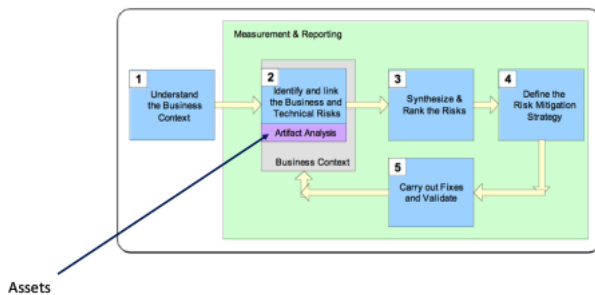 Measurement & Reporting
1
Understand
the Business
Context
2
Identify and link
the Business and
Technical Risks
Artifact Analysis
Business Context
3
Synthesize &
Rank the Risks
4
Define the
Risk Mitigation
Strategy
5
Carry out Fixes
and Validate
Assets